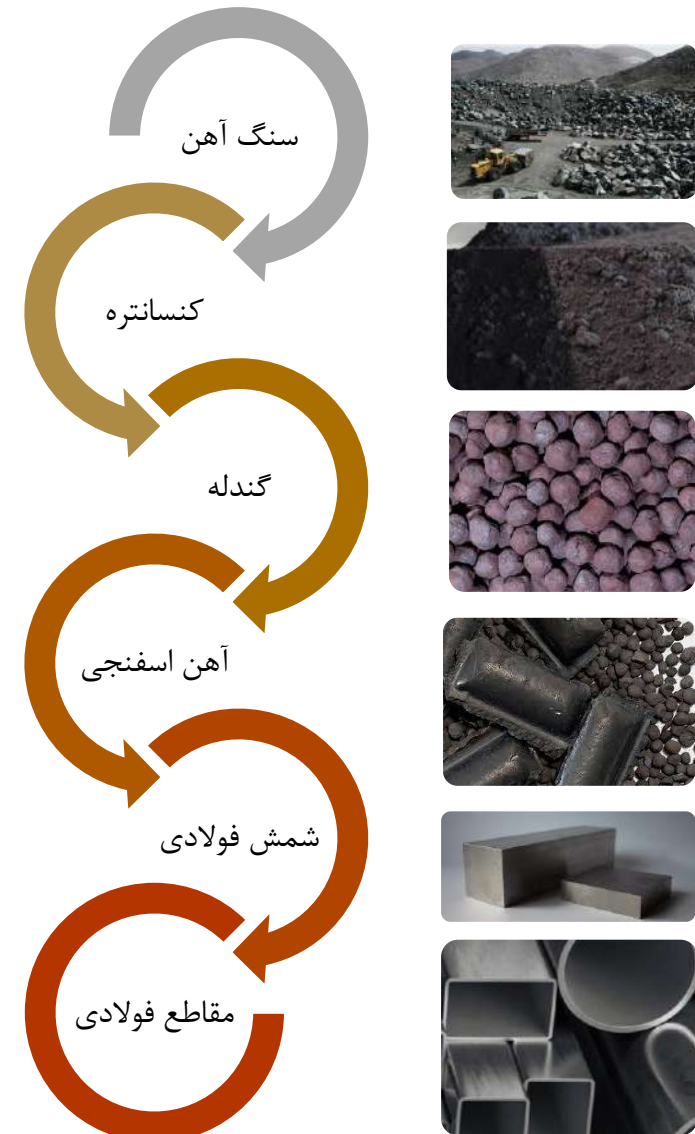 سنگ آهن
کنسانتره
گندله
آهن اسفنجی
شمش فولادی
مقاطع فولادی